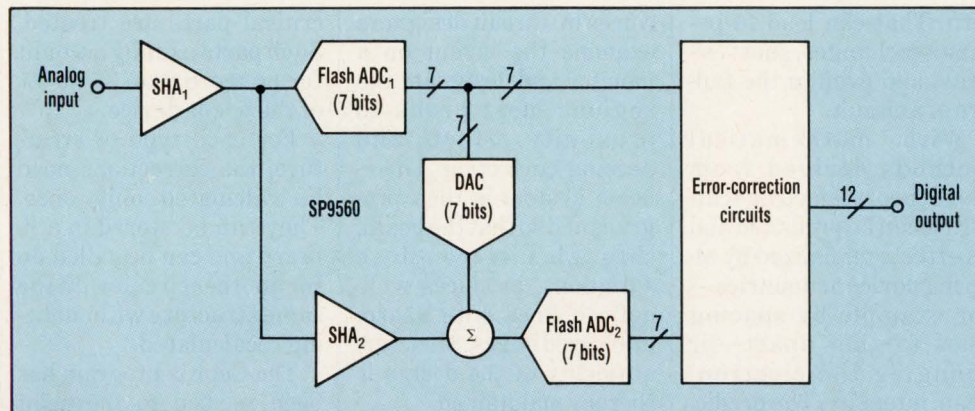 Analog
input
SHA1
Flash ADC1
(7 bits)
7
7
7
DAC
(7 bits)
SP9560
Error-correction
circuits
12
Digital
output
SHA2
Σ
Flash ADC2
(7 bits)
7